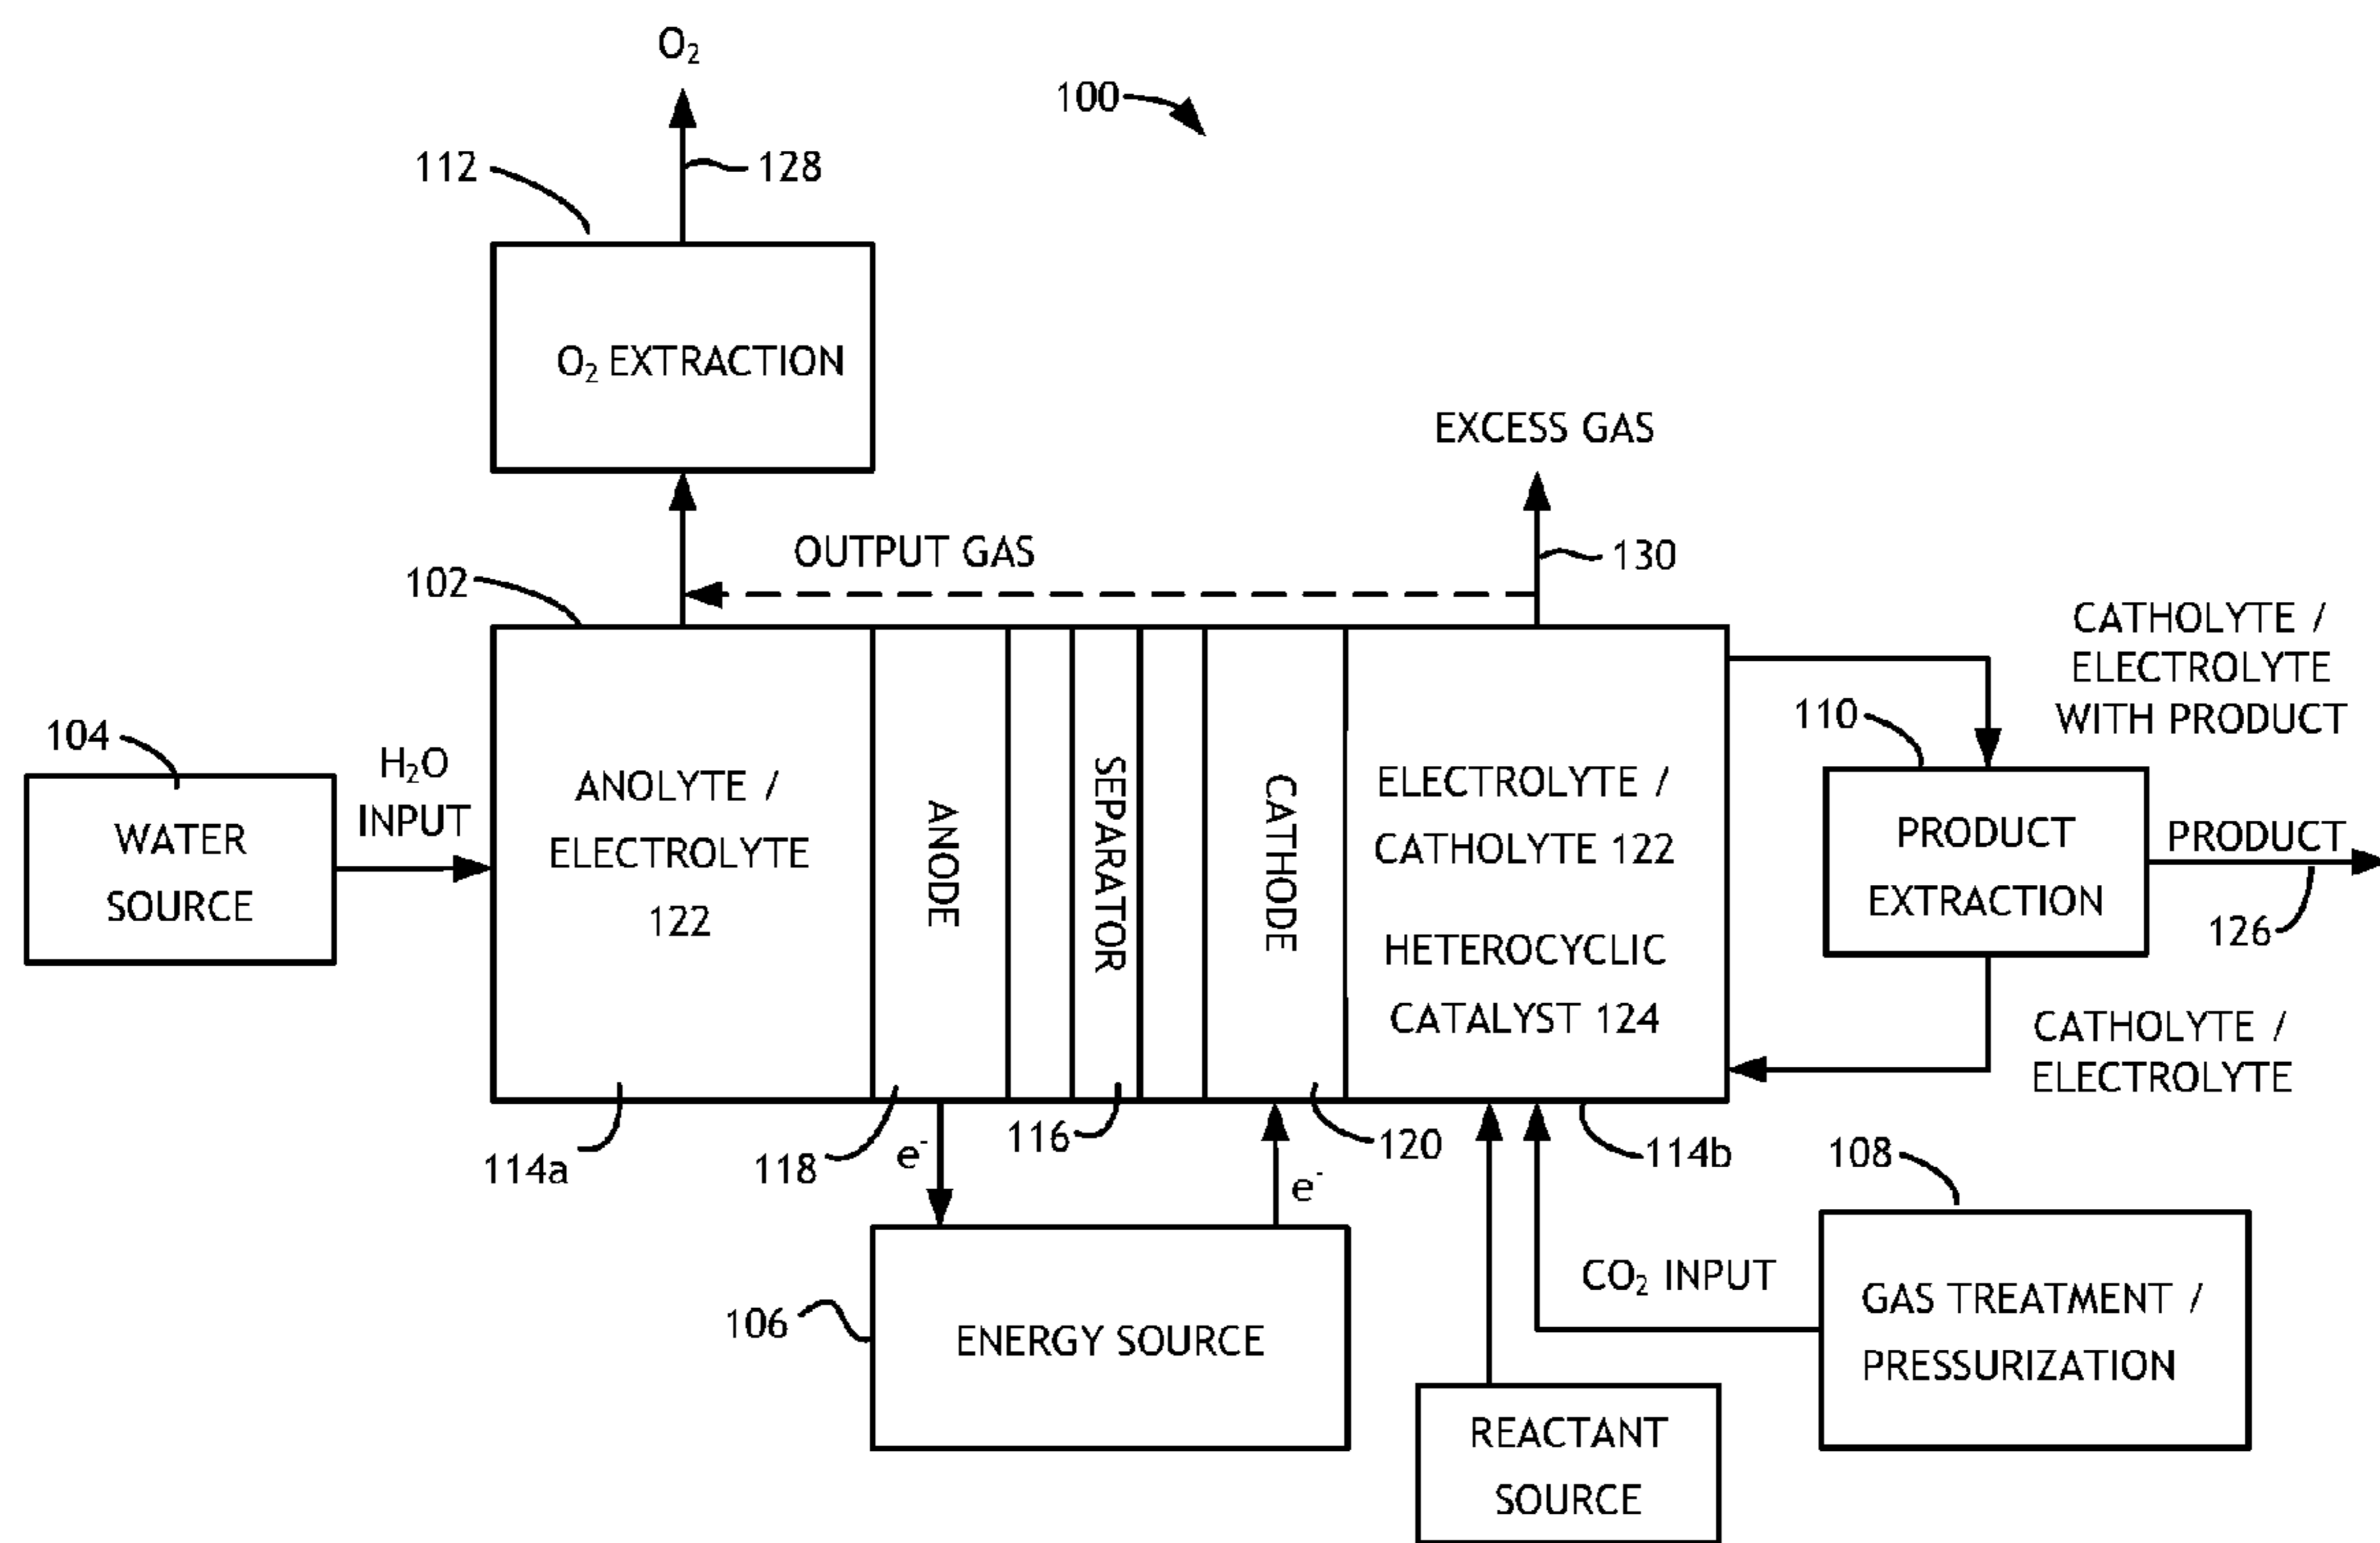 O₂
100
112
128
O₂ EXTRACTION
EXCESS GAS
OUTPUT GAS
130
102
CATHOLYTE /
ELECTROLYTE
WITH PRODUCT
110
104
H₂O
INPUT
WATER
SOURCE
ANOLYTE /
ELECTROLYTE
122
ANODE
SEPARATOR
CATHODE
ELECTROLYTE /
CATHOLYTE 122
HETEROCYCLIC
CATALYST 124
PRODUCT
EXTRACTION
PRODUCT
126
CATHOLYTE /
ELECTROLYTE
114a
118
e⁻
116
e⁻
120
114b
108
106
ENERGY SOURCE
CO₂ INPUT
GAS TREATMENT /
PRESSURIZATION
REACTANT
SOURCE